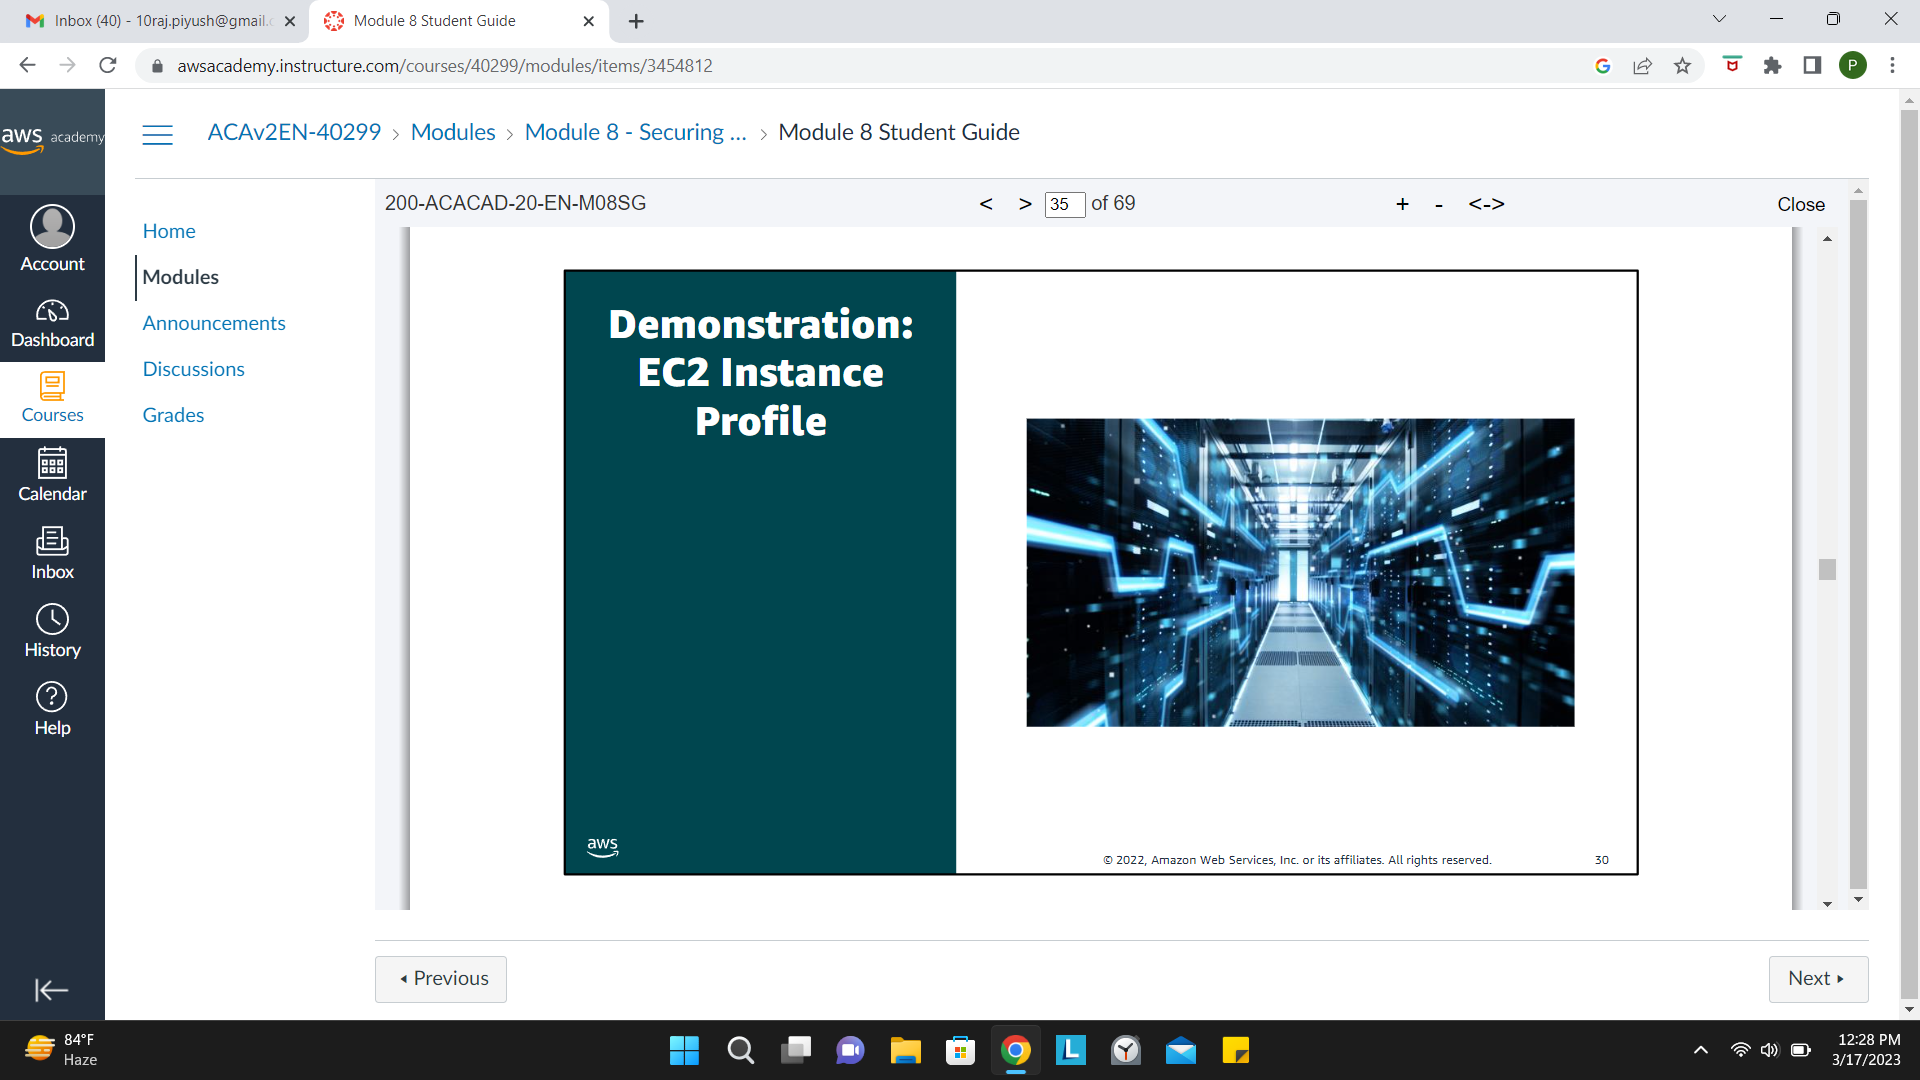 Inbox (40) - 10raj.piyush@gmail.c
Module 8 Student Guide
awsacademy.instructure.com/courses/40299/modules/items/3454812
P
aws academy
ACAv2EN-40299 > Modules > Module 8 - Securing ... > Module 8 Student Guide
Account
Dashboard
Courses
Calendar
Inbox
History
Help
Home
Modules
Announcements
Discussions
Grades
200-ACACAD-20-EN-M08SG
< > 35 of 69
+ - <->
Close
Demonstration:
EC2 Instance
Profile
aws
© 2022, Amazon Web Services, Inc. or its affiliates. All rights reserved.
30
Previous
Next
84°F
Haze
12:28 PM
3/17/2023